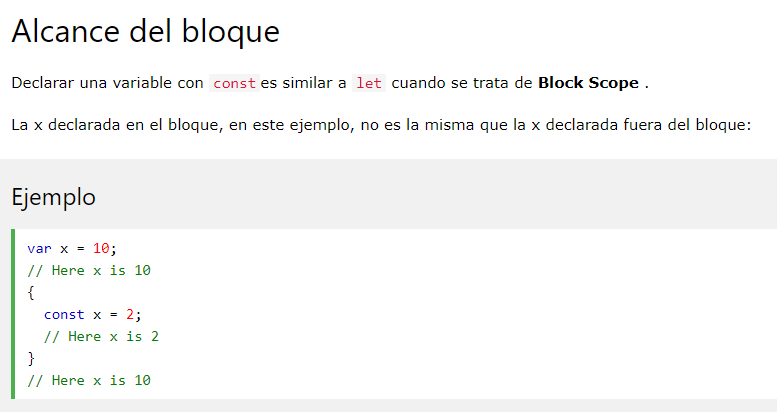 Alcance del bloque
Declarar una variable con const es similar a let cuando se trata de Block Scope .
La x declarada en el bloque, en este ejemplo, no es la misma que la x declarada fuera del bloque:
Ejemplo
var x = 10;
// Here x is 10
{
  const x = 2;
  // Here x is 2
}
// Here x is 10